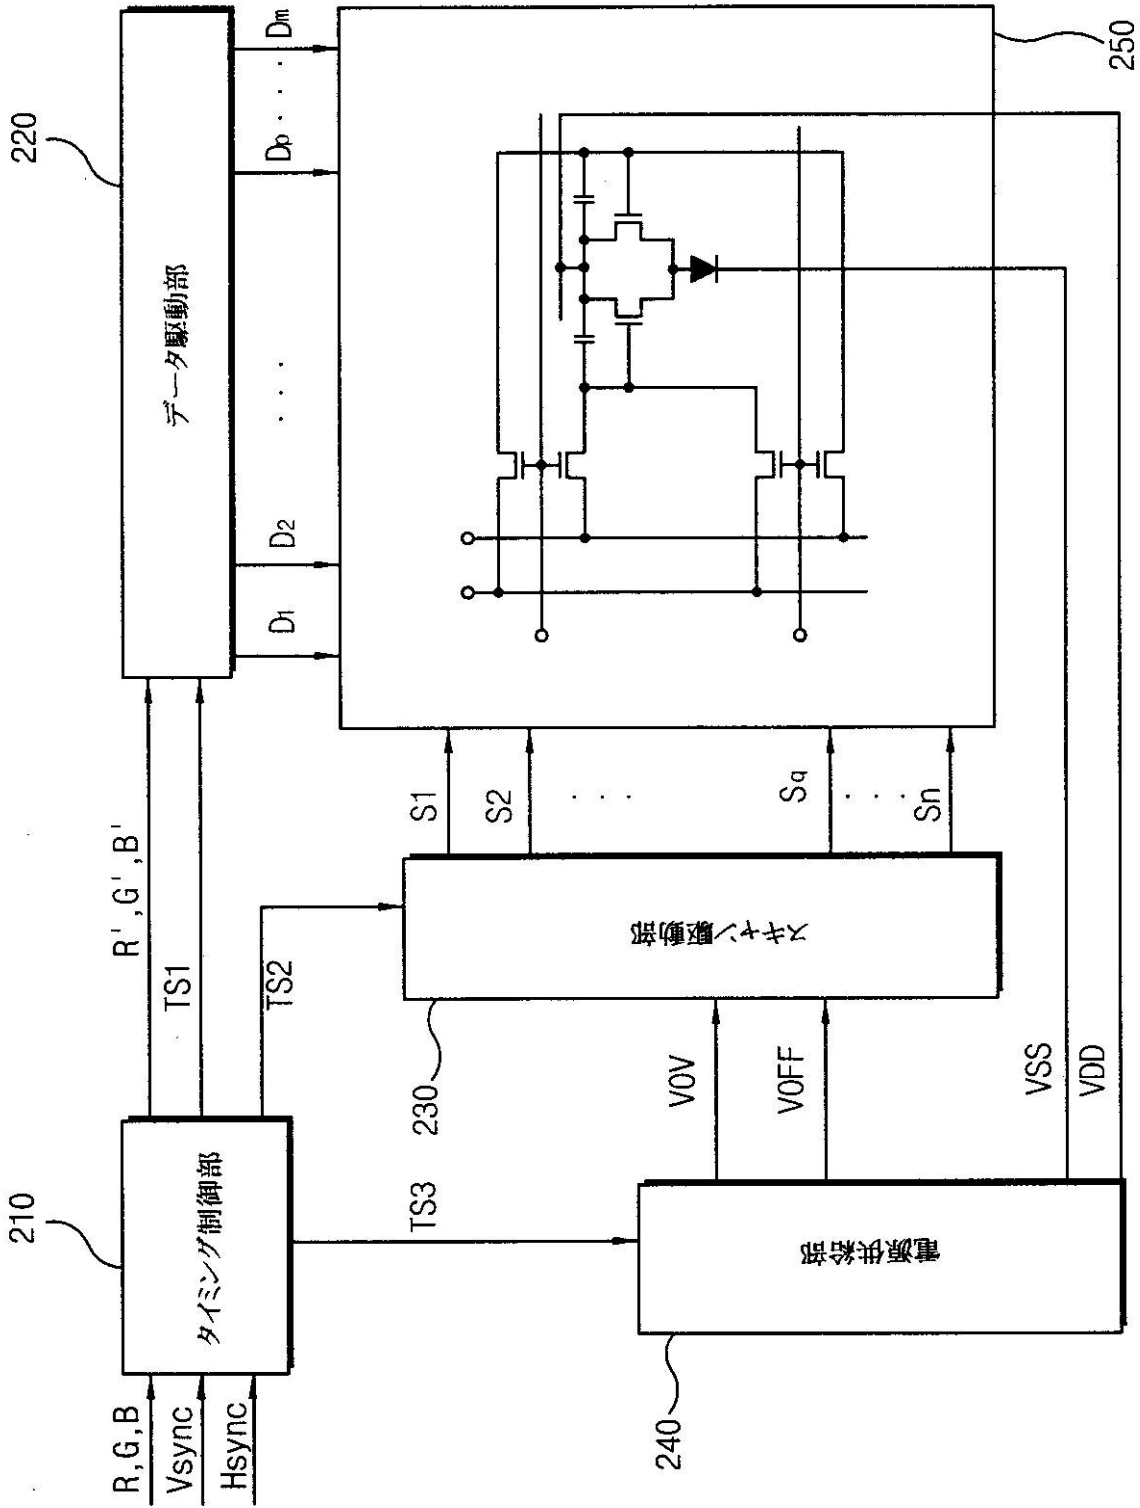 R,G,B
Vsync
Hsync
210
タイミング制御部
R',G',B'
TS1
TS2
TS3
220
データ駆動部
D1
D2
. . .
Dp
. . .
Dm
230
スキャン駆動部
S1
S2
. . .
Sq
. . .
Sn
240
電源供給部
VOV
VOFF
VSS
VDD
250